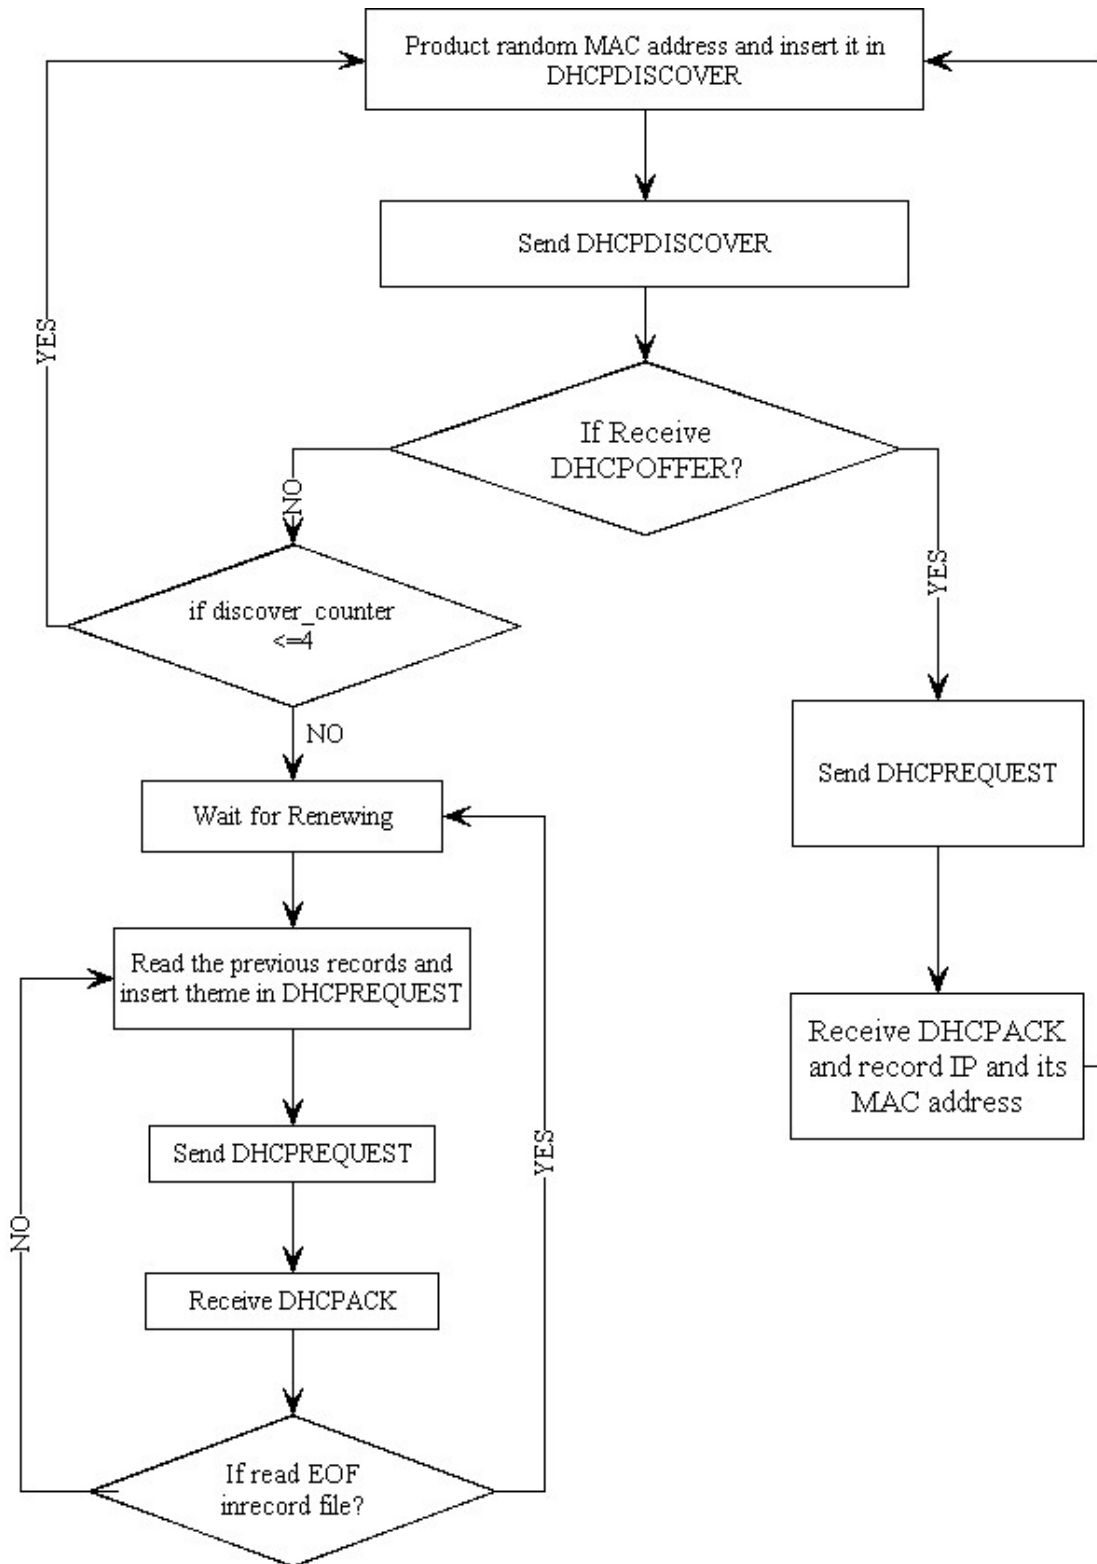 Product random MAC address and insert it in
DHCPDISCOVER
Send DHCPDISCOVER
YES
If Receive
DHCPOFFER?
NO
YES
if discover_counter
<=4
NO
Send DHCPREQUEST
Wait for Renewing
Read the previous records and
insert theme in DHCPREQUEST
Receive DHCPACK
and record IP and its
MAC address
Send DHCPREQUEST
YES
NO
Receive DHCPACK
If read EOF
inrecord file?